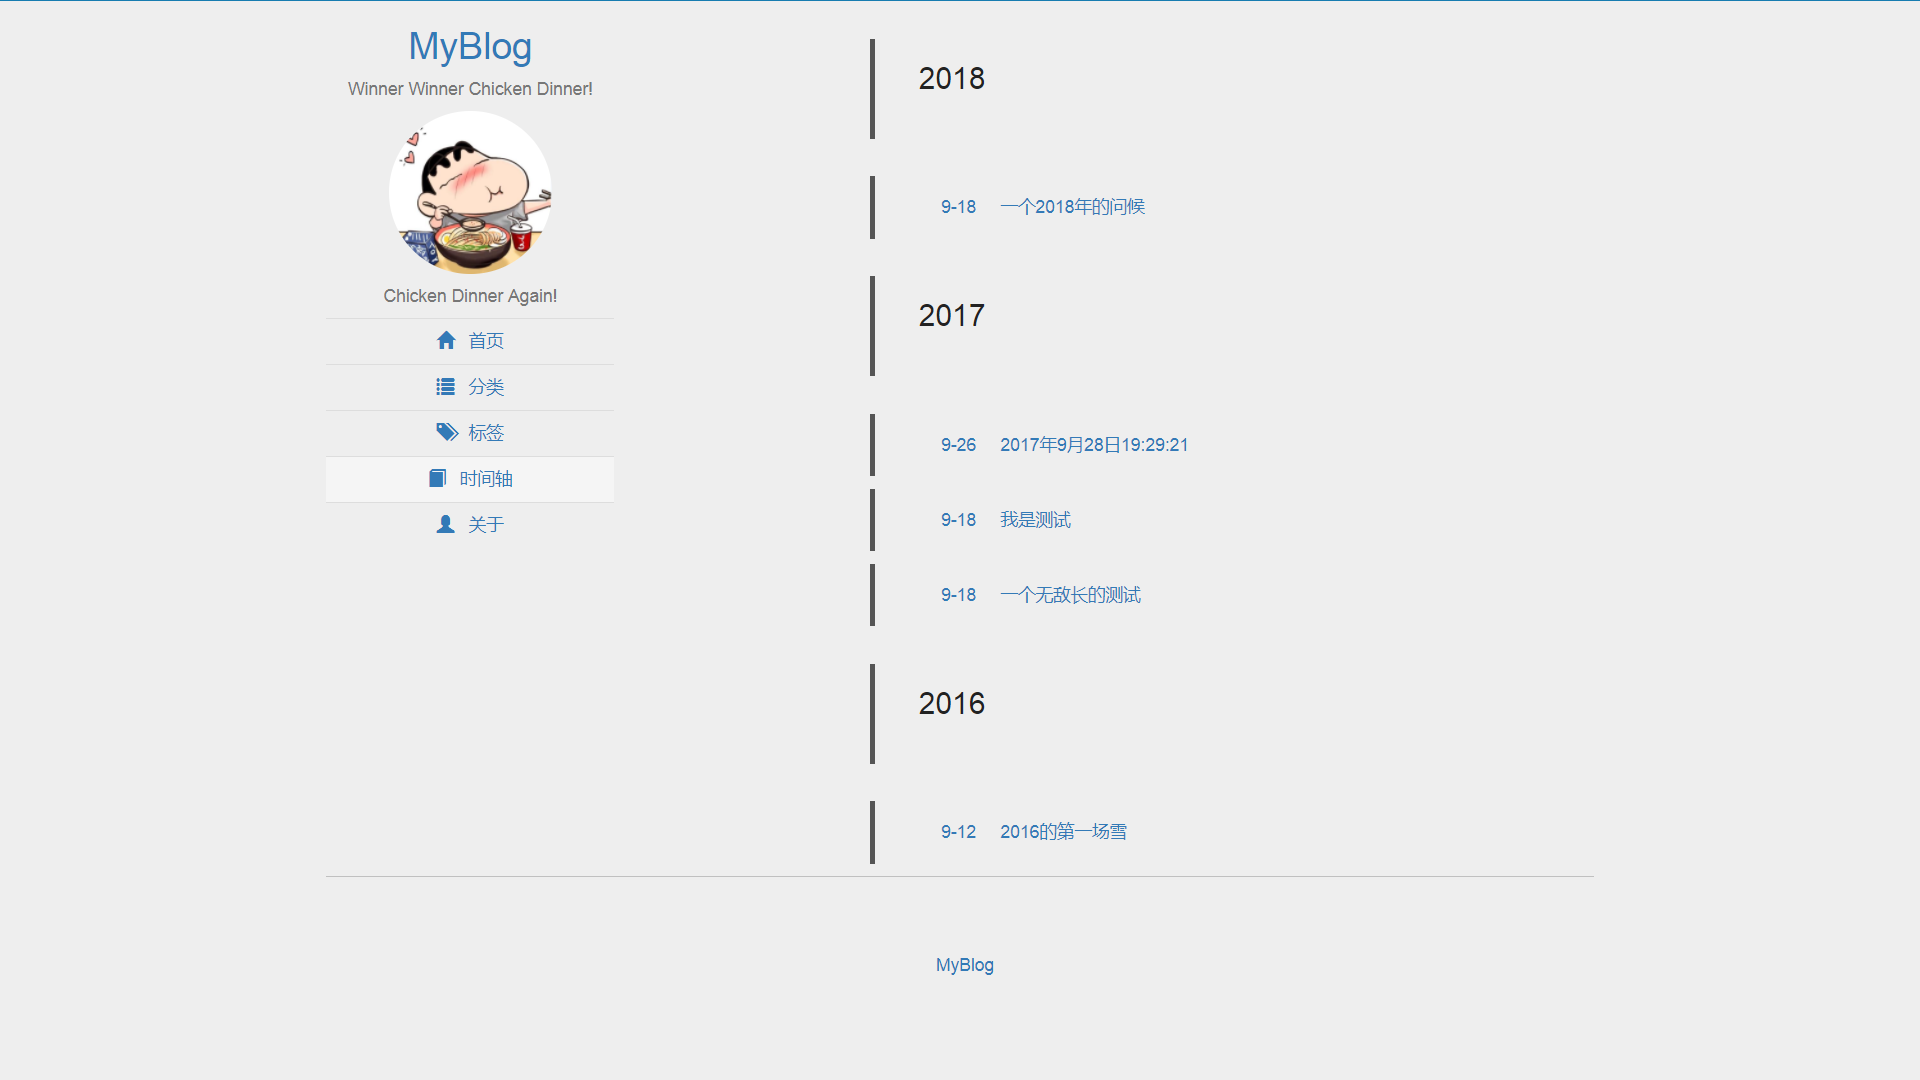 MyBlog
Winner Winner Chicken Dinner!
Chicken Dinner Again!
首页
分类
标签
时间轴
关于
2018
9-18 一个2018年的问候
2017
9-26 2017年9月28日19:29:21
9-18 我是测试
9-18 一个无敌长的测试
2016
9-12 2016的第一场雪
MyBlog